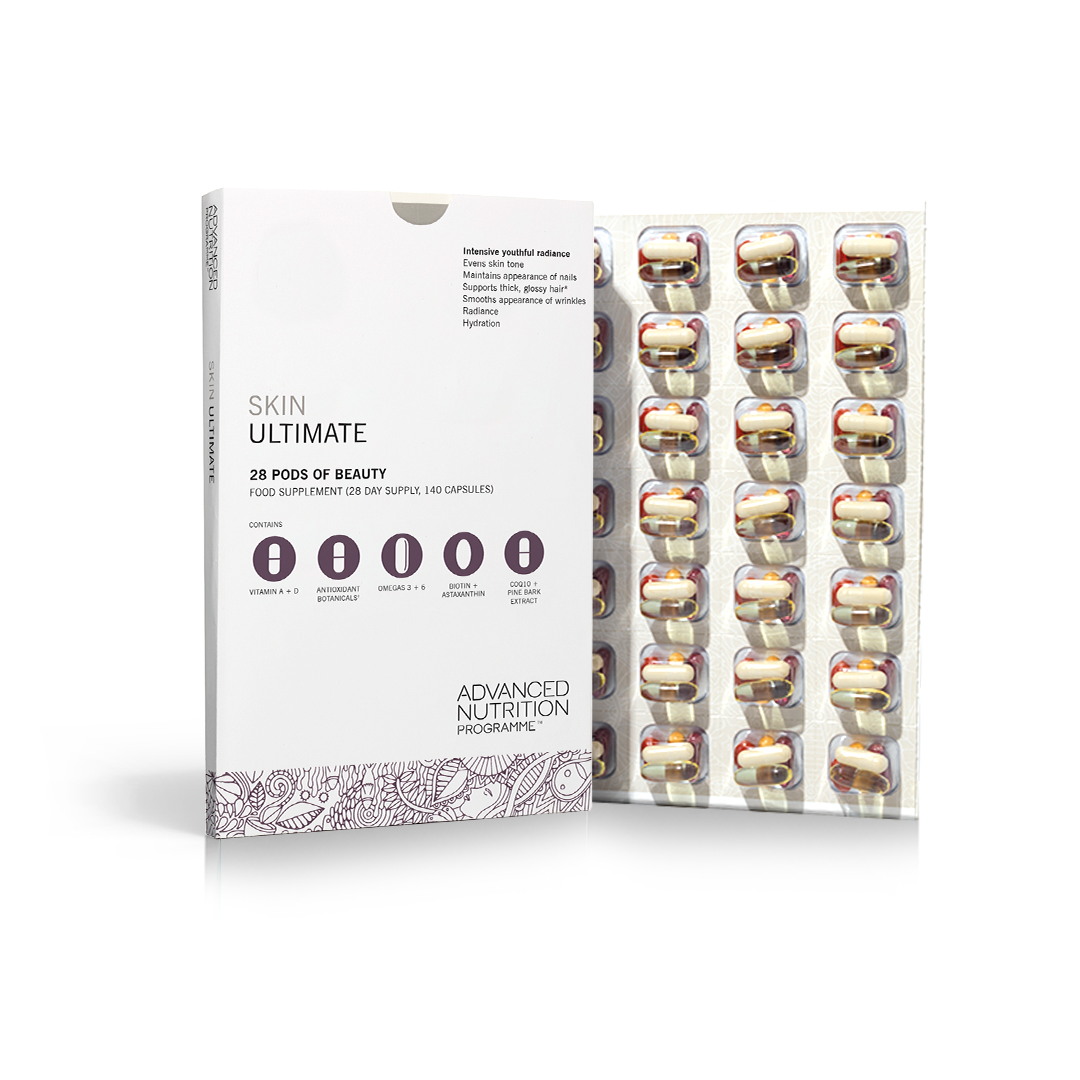 ADVANCED
NUTRITION
PROGRAMME
SKIN ULTIMATE
Intensive youthful radiance
Evens skin tone
Maintains appearance of nails
Supports thick, glossy hair*
Smooths appearance of wrinkles
Radiance
Hydration
SKIN
ULTIMATE
28 PODS OF BEAUTY
FOOD SUPPLEMENT (28 DAY SUPPLY, 140 CAPSULES)
CONTAINS
VITAMIN A + D
ANTIOXIDANT
BOTANICALS†
OMEGAS 3 + 6
BIOTIN +
ASTAXANTHIN
COQ10 +
PINE BARK
EXTRACT
ADVANCED
NUTRITION
PROGRAMME™